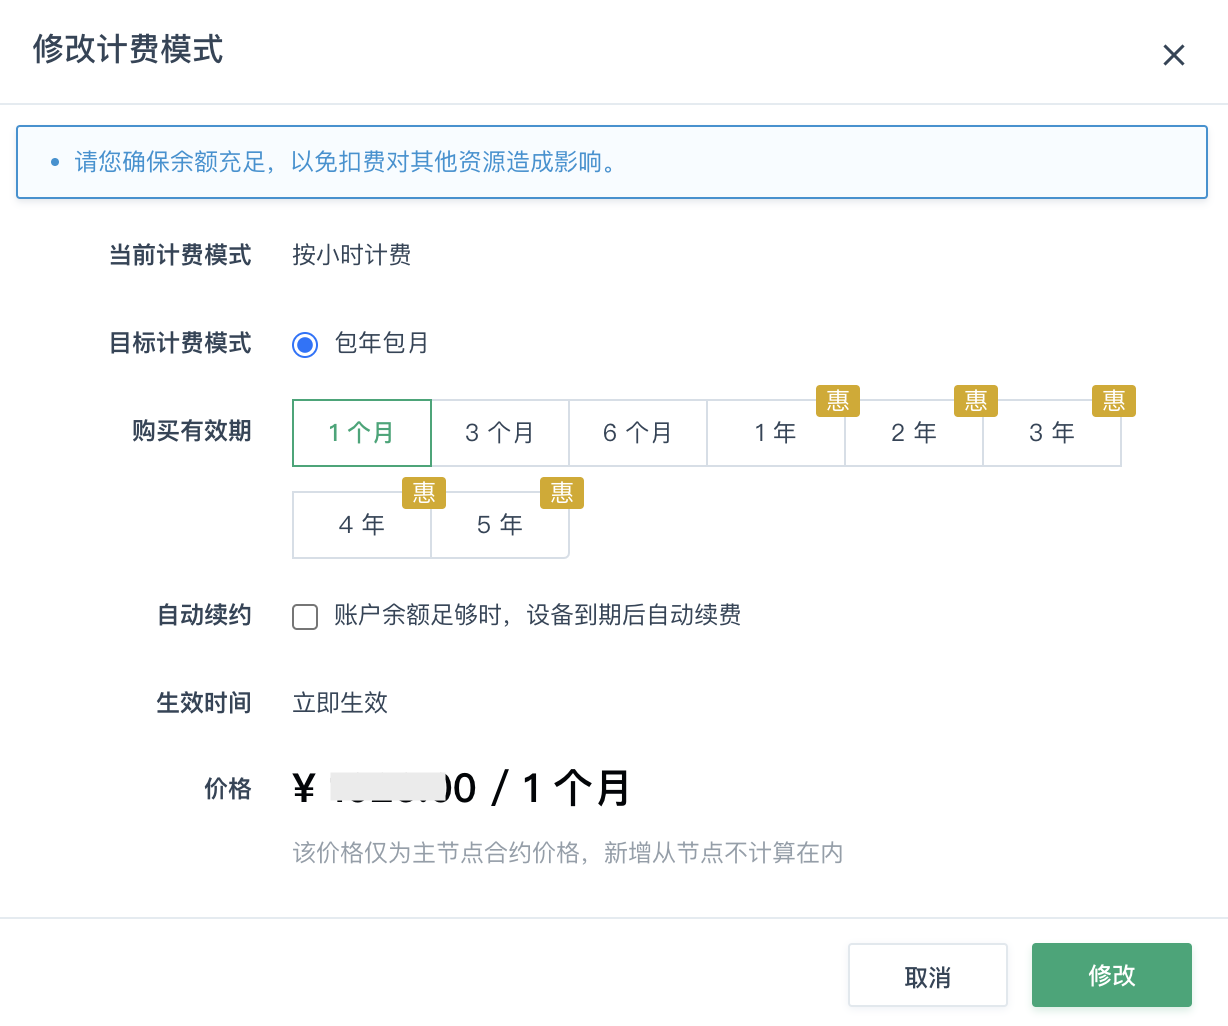 修改计费模式
请您确保余额充足，以免扣费对其他资源造成影响。
当前计费模式 按小时计费
目标计费模式 包年包月
惠 惠 惠
购买有效期 1 个月 3 个月 6 个月 1 年 2 年 3 年
惠 惠
4 年 5 年
自动续约 账户余额足够时，设备到期后自动续费
生效时间 立即生效
价格 ¥ 00 / 1 个月
该价格仅为主节点合约价格，新增从节点不计算在内
取消 修改